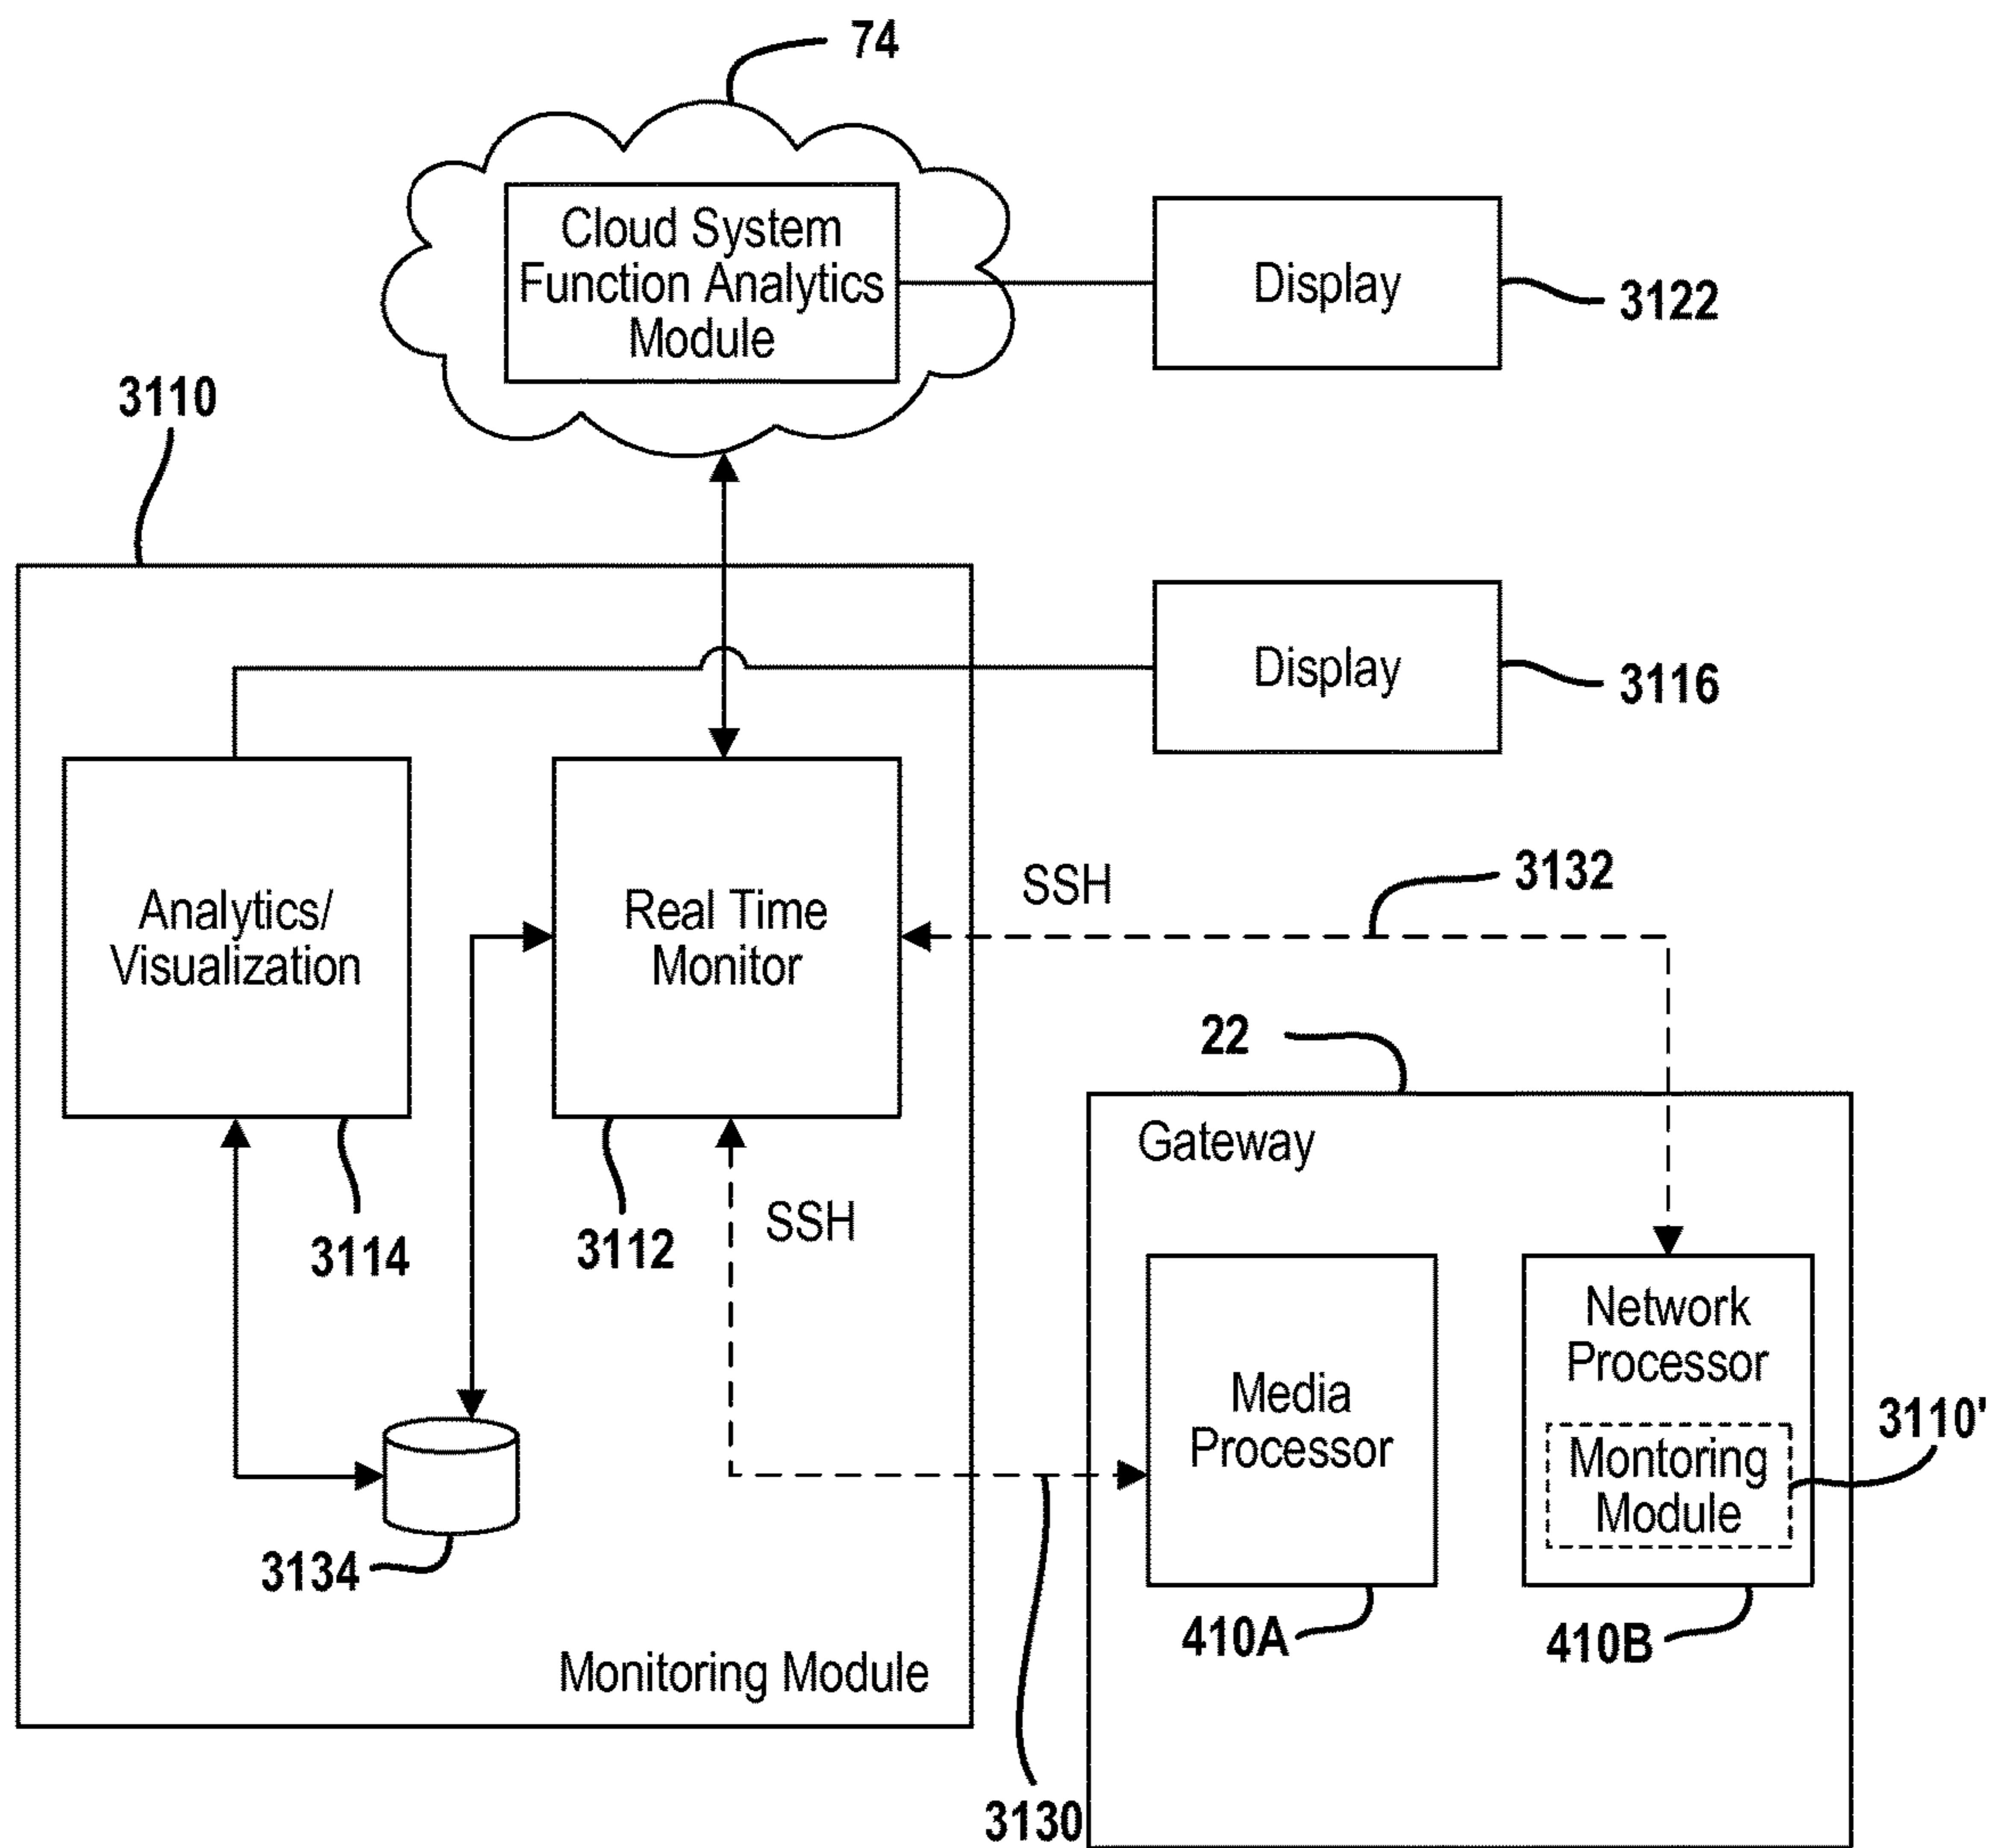 74
Cloud System
Function Analytics
Module
Display
3122
3110
Display
3116
Analytics/
Visualization
Real Time
Monitor
SSH
3132
22
Gateway
3114
3112
SSH
Media
Processor
Network
Processor
Montoring
Module
3110'
3134
410A
410B
Monitoring Module
3130